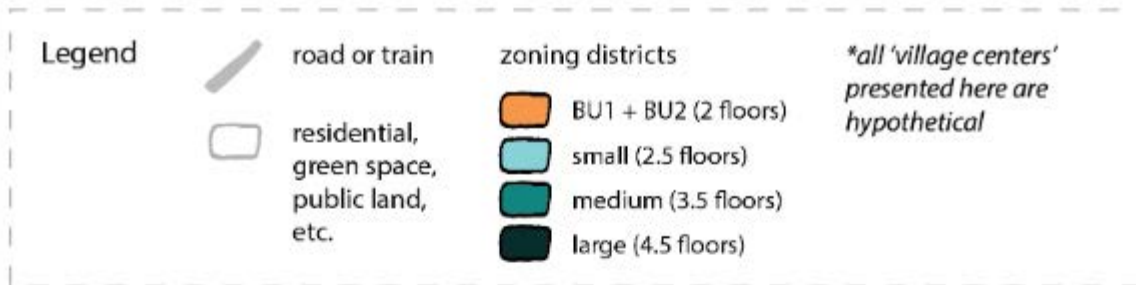 Legend
road or train
residential,
green space,
public land,
etc.
zoning districts
BU1 + BU2 (2 floors)
small (2.5 floors)
medium (3.5 floors)
large (4.5 floors)
*all ‘village centers’
presented here are
hypothetical